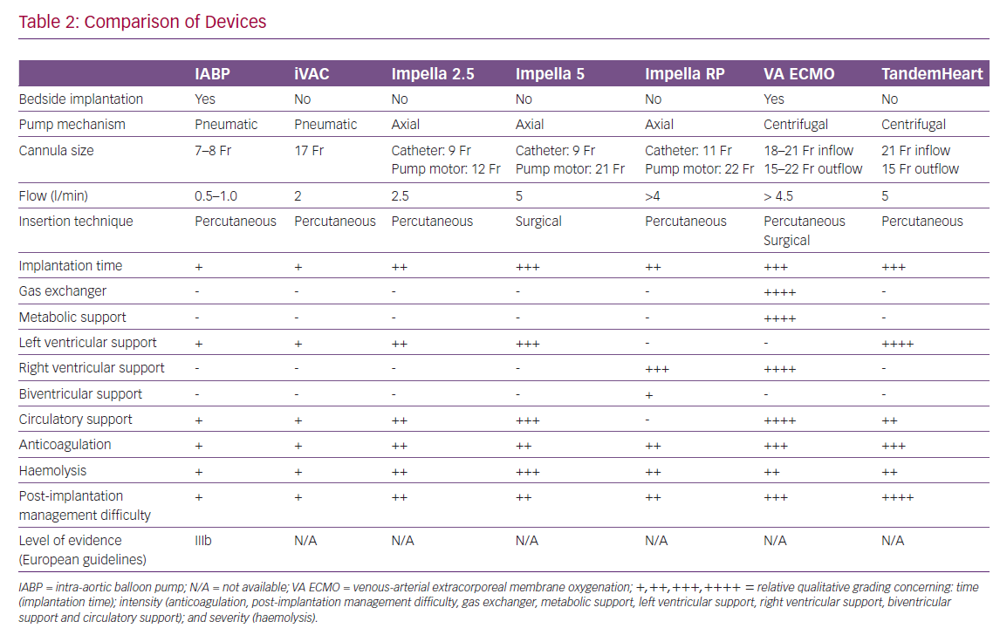 Table 2: Comparison of Devices
IABP iVAC Impella 2.5 Impella 5 Impella RP VA ECMO TandemHeart
Bedside implantation Yes No No No No Yes No
Pump mechanism Pneumatic Pneumatic Axial Axial Axial Centrifugal Centrifugal
Cannula size 7–8 Fr 17 Fr Catheter: 9 Fr Catheter: 9 Fr Catheter: 11 Fr 18–21 Fr inflow 21 Fr inflow
Pump motor: 12 Fr Pump motor: 21 Fr Pump motor: 22 Fr 15–22 Fr outflow 15 Fr outflow
Flow (l/min) 0.5–1.0 2 2.5 5 >4 > 4.5 5
Insertion technique Percutaneous Percutaneous Percutaneous Surgical Percutaneous Percutaneous Percutaneous
Surgical
Implantation time + + ++ +++ ++ +++ +++
Gas exchanger - - - - - ++++ -
Metabolic support - - - - - ++++ -
Left ventricular support + + ++ +++ - - ++++
Right ventricular support - - - - +++ ++++ -
Biventricular support - - - - + - -
Circulatory support + + ++ +++ - ++++ ++
Anticoagulation + + ++ ++ ++ +++ +++
Haemolysis + + ++ +++ ++ ++ ++
Post-implantation + + ++ ++ ++ +++ ++++
management difficulty
Level of evidence IIIb N/A N/A N/A N/A N/A N/A
(European guidelines)
IABP = intra-aortic balloon pump; N/A = not available; VA ECMO = venous-arterial extracorporeal membrane oxygenation; +, ++, +++, ++++ = relative qualitative grading concerning: time
(implantation time); intensity (anticoagulation, post-implantation management difficulty, gas exchanger, metabolic support, left ventricular support, right ventricular support, biventricular
support and circulatory support); and severity (haemolysis).